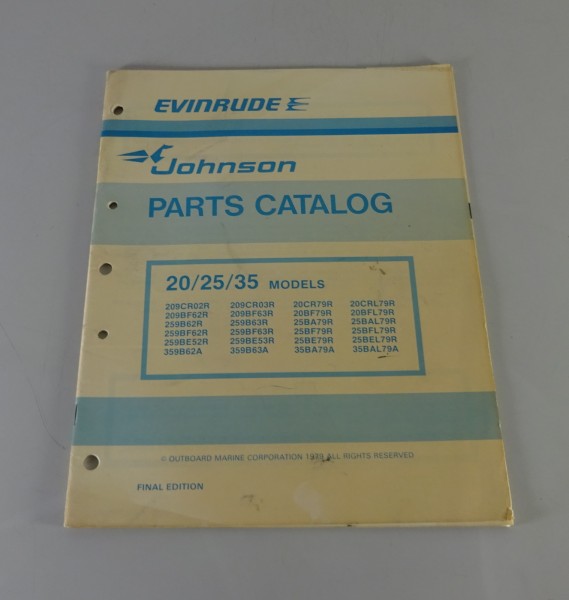 EVINRUDE
Johnson
PARTS CATALOG
20/25/35 MODELS
209CR02R 209CR03R 20CR79R 20CRL79R
209BF62R 209BF63R 20BF79R 20BFL79R
259B62R 259B63R 25BA79R 25BAL79R
259BF62R 259BF63R 25BF79R 25BFL79R
259BE52R 259BE53R 25BE79R 25BEL79R
359B62A 359B63A 35BA79A 35BAL79A
© OUTBOARD MARINE CORPORATION 1979 ALL RIGHTS RESERVED
FINAL EDITION